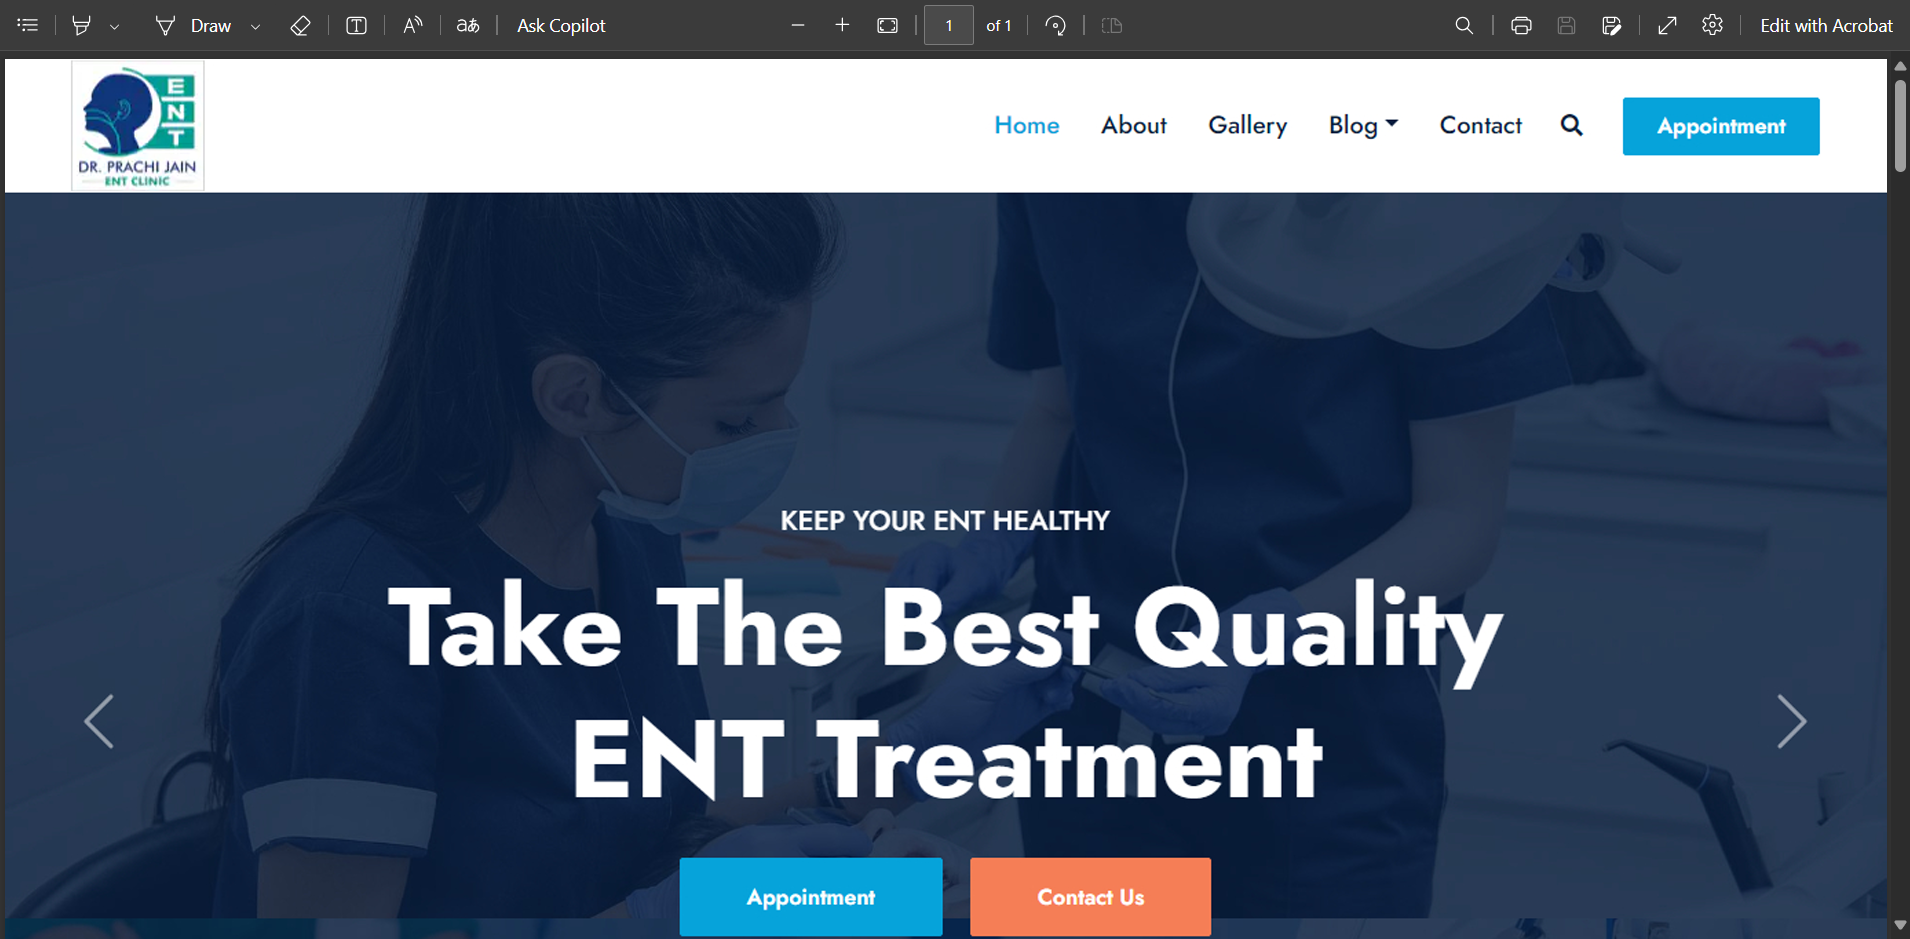 Draw
Ask Copilot
1 of 1
Edit with Acrobat
E
N
T
DR. PRACHI JAIN
ENT CLINIC
Home About Gallery Blog Contact Appointment
KEEP YOUR ENT HEALTHY
Take The Best Quality
ENT Treatment
Appointment Contact Us